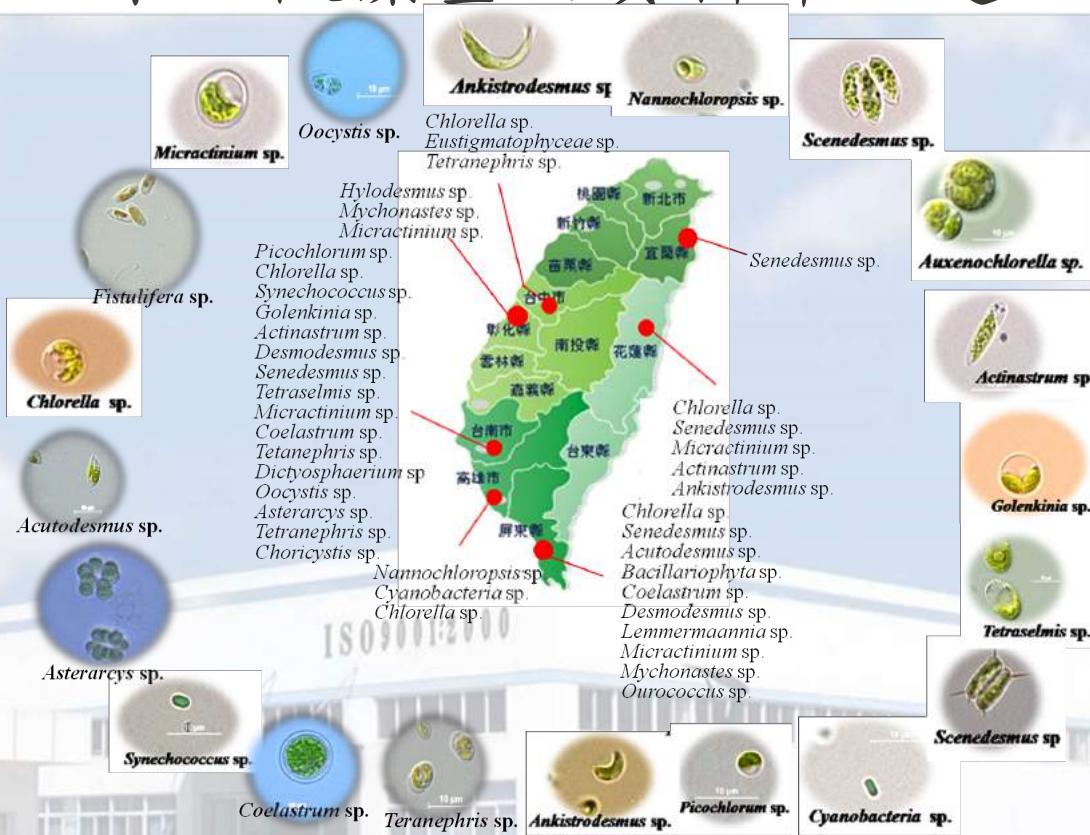 Oocystis sp.
Ankistrodesmus sp
Nannochloropsis sp.
Micractinium sp.
Scenedesmus sp.
Chlorella sp.
Eustigmatophyceae sp.
Tetranephris sp.
Hylodesmus sp.
Mychonastes sp.
Micractinium sp.
桃園縣
新北市
新竹縣
宜蘭縣
苗栗縣
台中市
彰化縣
南投縣
花蓮縣
雲林縣
嘉義縣
台南市
台東縣
高雄市
屏東縣
Senedesmus sp.
Auxenochlorella sp.
10 μm
Fistulifera sp.
Picochlorum sp.
Chlorella sp.
Synechococcus sp.
Golenkinia sp.
Actinastrum sp.
Desmodesmus sp.
Senedesmus sp.
Tetraselmis sp.
Micractinium sp.
Coelastrum sp.
Tetanephris sp.
Dictyosphaerium sp
Oocystis sp.
Asterarcys sp.
Tetranephris sp.
Choricystis sp.
Chlorella sp.
Actinastrum sp
Chlorella sp.
Senedesmus sp.
Micractinium sp.
Actinastrum sp.
Ankistrodesmus sp.
Acutodesmus sp.
Golenkinia sp.
Nannochloropsis sp
Cyanobacteria sp.
Chlorella sp.
Chlorella sp.
Senedesmus sp.
Acutodesmus sp.
Bacillariophyta sp.
Coelastrum sp.
Desmodesmus sp.
Lemmermaannia sp.
Micractinium sp.
Mychonastes sp.
Ourococcus sp.
ISO9001:2000
Tetraselmis sp.
Asterarcys sp.
Synechococcus sp.
Scenedesmus sp
Coelastrum sp.
10 μm
Teranephris sp.
Ankistrodesmus sp.
10 μm
Picochlorum sp.
Cyanobacteria sp.